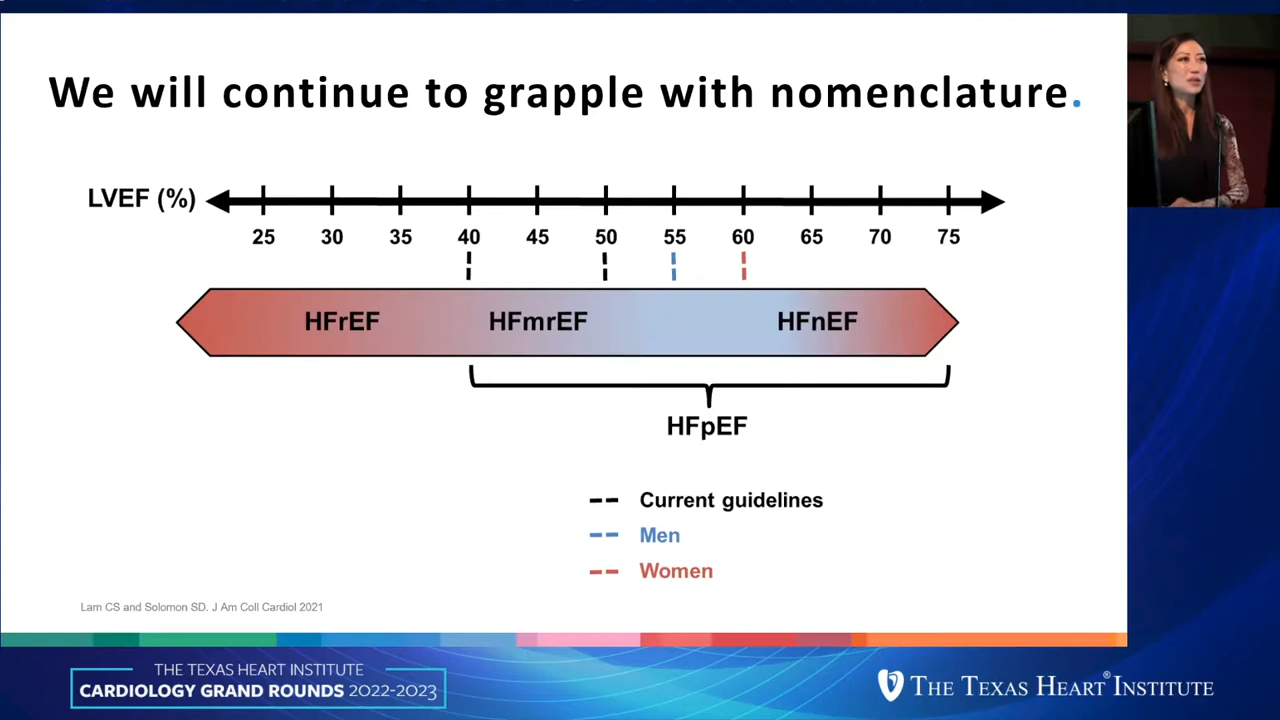 We will continue to grapple with nomenclature.
LVEF (%)
25 30 35 40 45 50 55 60 65 70 75
HFrEF HFmrEF HFnEF
HFpEF
Current guidelines
Men
Women
Lam CS and Solomon SD. J Am Coll Cardiol 2021
THE TEXAS HEART INSTITUTE
CARDIOLOGY GRAND ROUNDS 2022-2023
THE TEXAS HEART® INSTITUTE